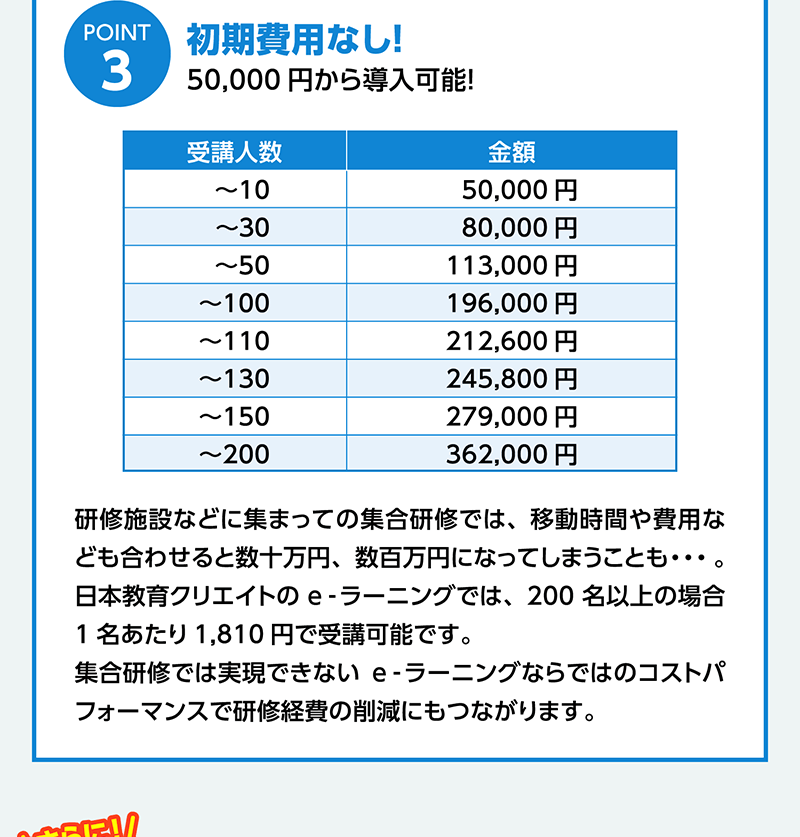 POINT
3
初期費用なし!
50,000 円から導入可能!
受講人数 金額
～10 50,000 円
～30 80,000 円
～50 113,000 円
～100 196,000 円
～110 212,600 円
～130 245,800 円
～150 279,000 円
～200 362,000 円
研修施設などに集まっての集合研修では、移動時間や費用な
ども合わせると数十万円、数百万円になってしまうことも・・・。
日本教育クリエイトの e -ラーニングでは、200 名以上の場合
1 名あたり 1,810 円で受講可能です。
集合研修では実現できない e -ラーニングならではのコストパ
フォーマンスで研修経費の削減にもつながります。
さらに!